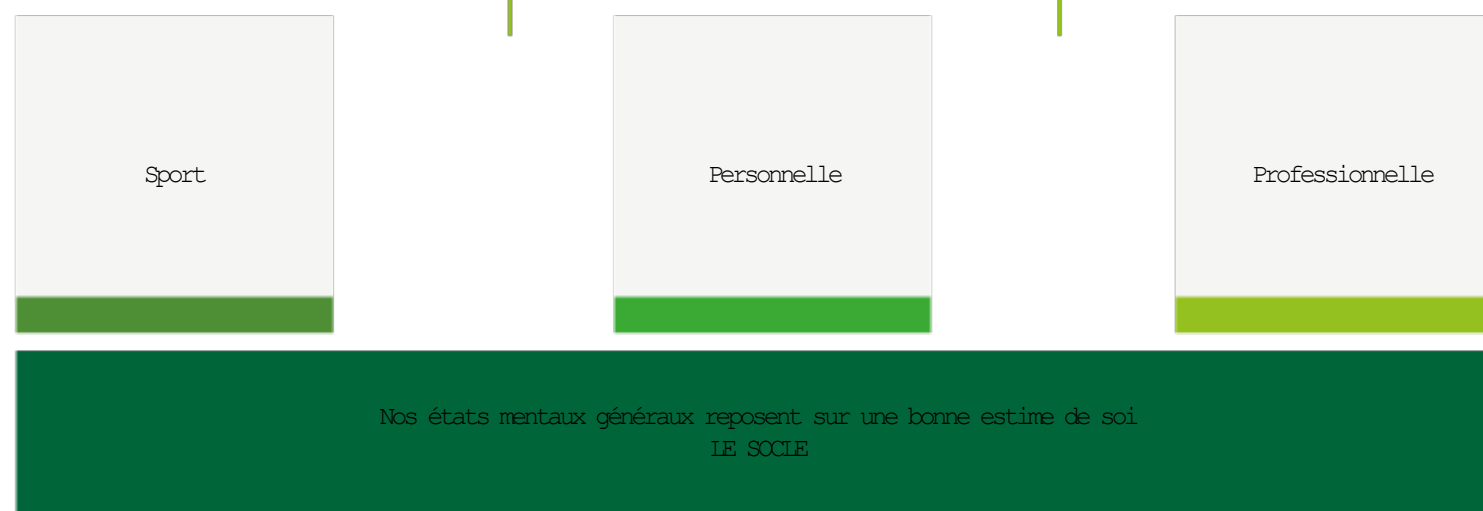 Sport
Personnelle
Professionnelle
Nos états mentaux généraux reposent sur une bonne estime de soi
LE SOCLE